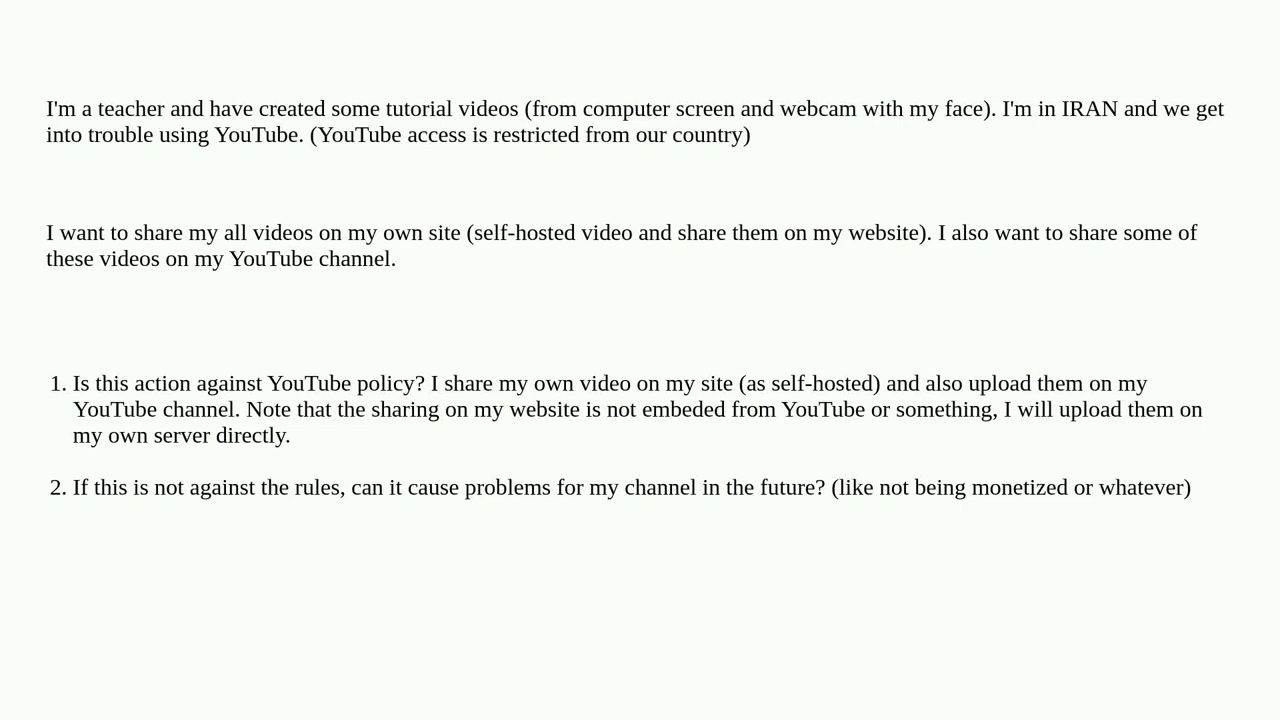 I'm a teacher and have created some tutorial videos (from computer screen and webcam with my face). I'm in IRAN and we get
into trouble using YouTube. (YouTube access is restricted from our country)
I want to share my all videos on my own site (self-hosted video and share them on my website). I also want to share some of
these videos on my YouTube channel.
1. Is this action against YouTube policy? I share my own video on my site (as self-hosted) and also upload them on my
YouTube channel. Note that the sharing on my website is not embeded from YouTube or something, I will upload them on
my own server directly.
2. If this is not against the rules, can it cause problems for my channel in the future? (like not being monetized or whatever)